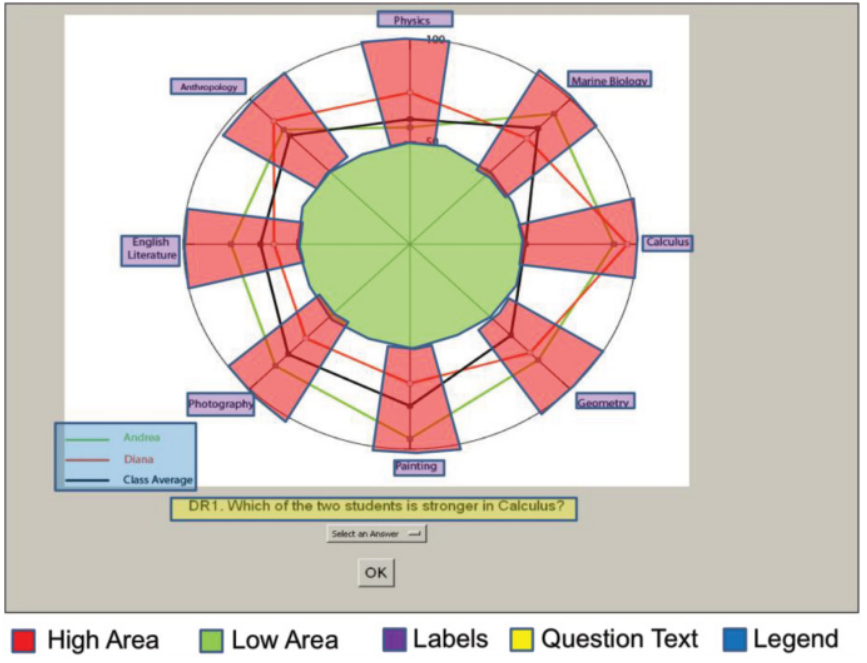 Physics
100
Marine Biology
Anthropology
50
English
Literature
Calculus
Photography
Geometry
Painting
Andrea
Diana
Class Average
DR1. Which of the two students is stronger in Calculus?
Select an Answer
OK
High Area
Low Area
Labels
Question Text
Legend